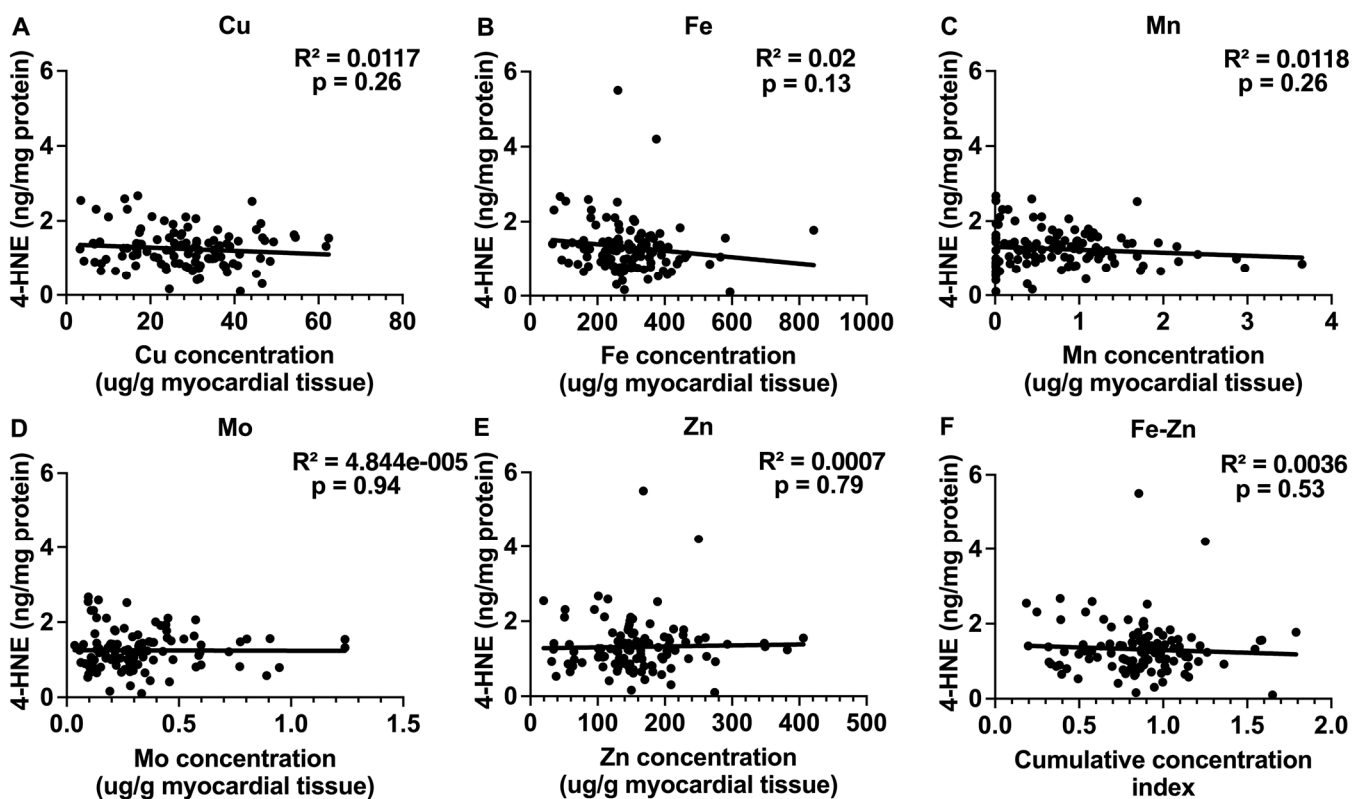 A
Cu
R² = 0.0117
p = 0.26
4-HNE (ng/mg protein)
6
4
2
0
0 20 40 60 80
Cu concentration
(ug/g myocardial tissue)
B
Fe
R² = 0.02
p = 0.13
4-HNE (ng/mg protein)
6
4
2
0
0 200 400 600 800 1000
Fe concentration
(ug/g myocardial tissue)
C
Mn
R² = 0.0118
p = 0.26
4-HNE (ng/mg protein)
6
4
2
0
0 1 2 3 4
Mn concentration
(ug/g myocardial tissue)
D
Mo
R² = 4.844e-005
p = 0.94
4-HNE (ng/mg protein)
6
4
2
0
0.0 0.5 1.0 1.5
Mo concentration
(ug/g myocardial tissue)
E
Zn
R² = 0.0007
p = 0.79
4-HNE (ng/mg protein)
6
4
2
0
0 100 200 300 400 500
Zn concentration
(ug/g myocardial tissue)
F
Fe-Zn
R² = 0.0036
p = 0.53
4-HNE (ng/mg protein)
6
4
2
0
0.0 0.5 1.0 1.5 2.0
Cumulative concentration
index